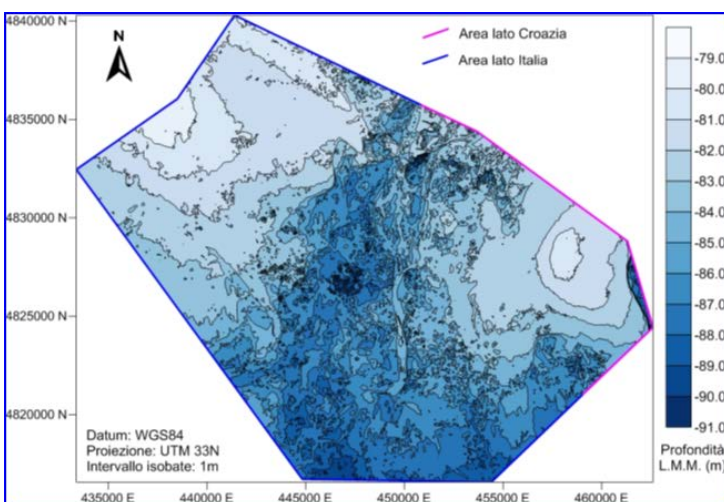 4840000 N
4835000 N
4830000 N
4825000 N
4820000 N
N
Area lato Croazia
Area lato Italia
Datum: WGS84
Proiezione: UTM 33N
Intervallo isobate: 1m
435000 E
440000 E
445000 E
450000 E
455000 E
460000 E
-79.0
-80.0
-81.0
-82.0
-83.0
-84.0
-85.0
-86.0
-87.0
-88.0
-89.0
-90.0
-91.0
Profondità
L.M.M. (m)